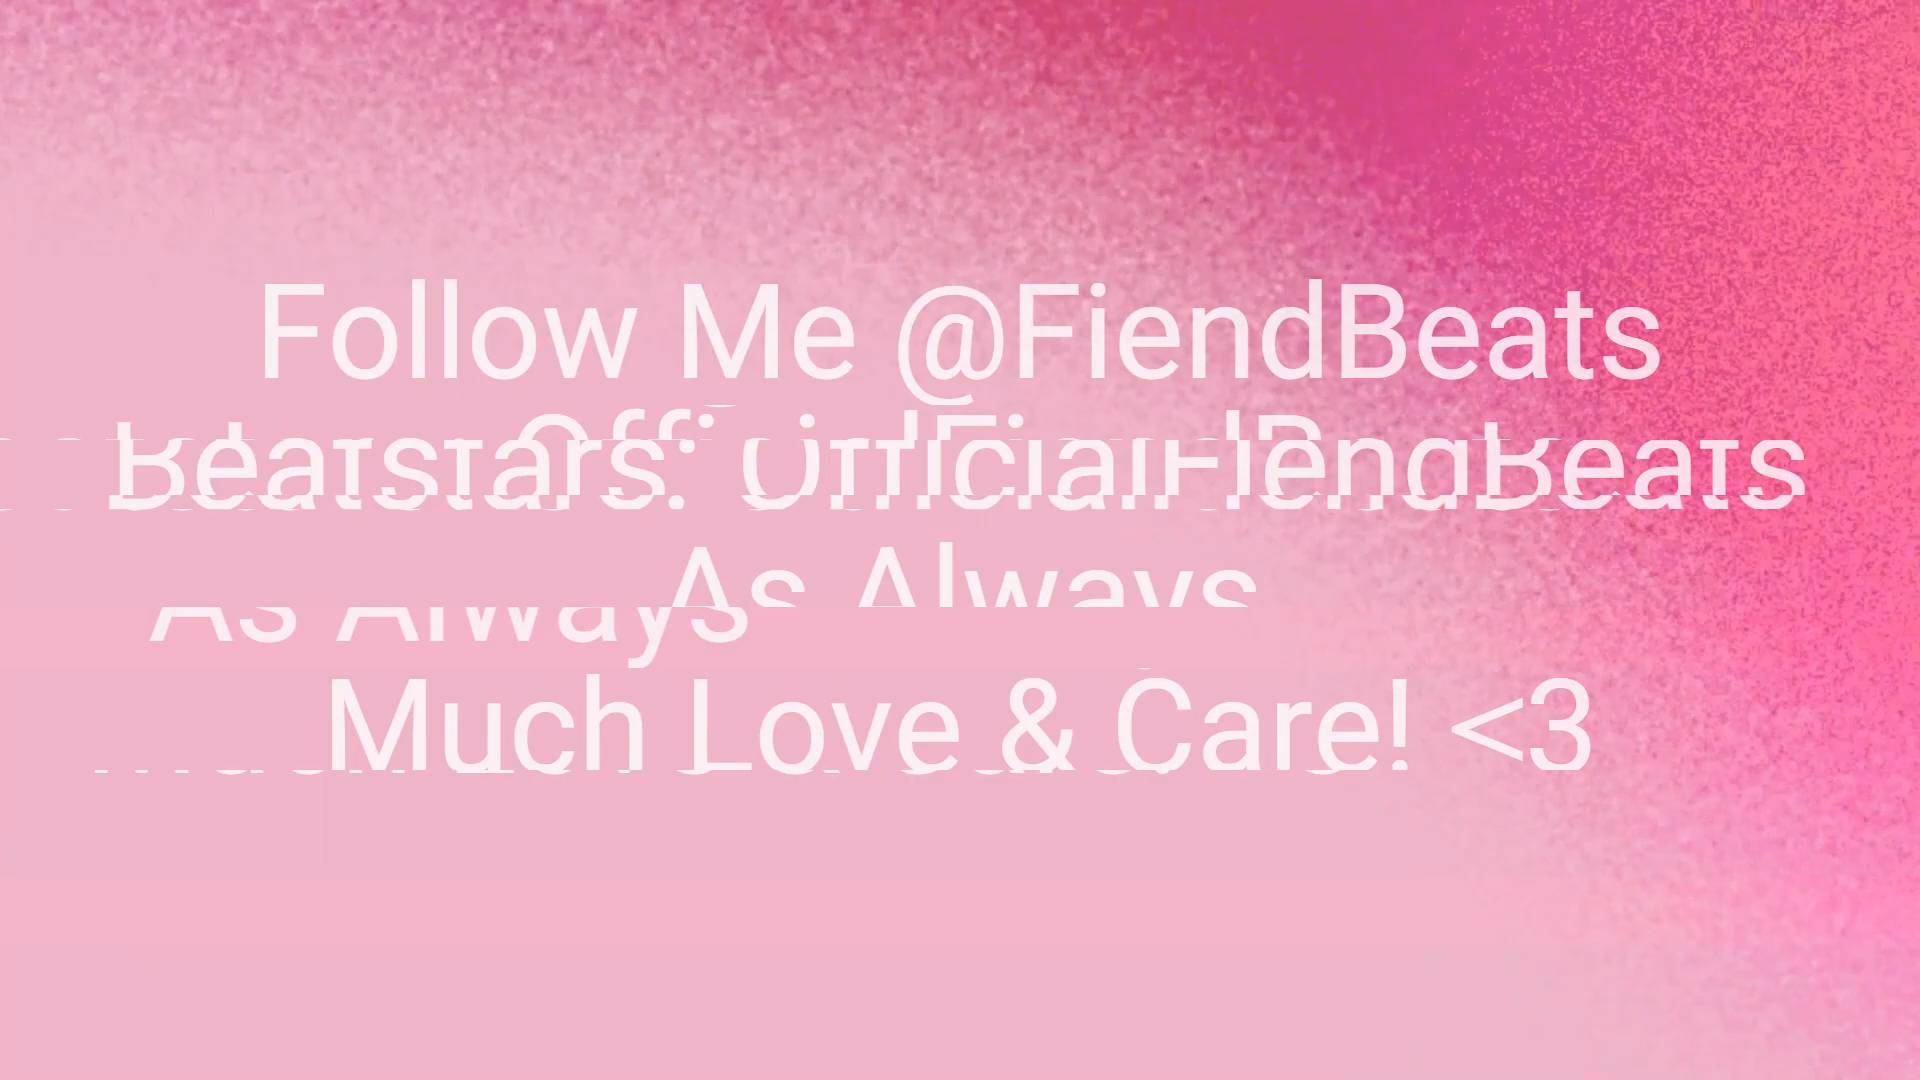 Follow Me @FiendBeats
Beatstars: OfficialFiendBeats
As Always
Much Love & Care! <3